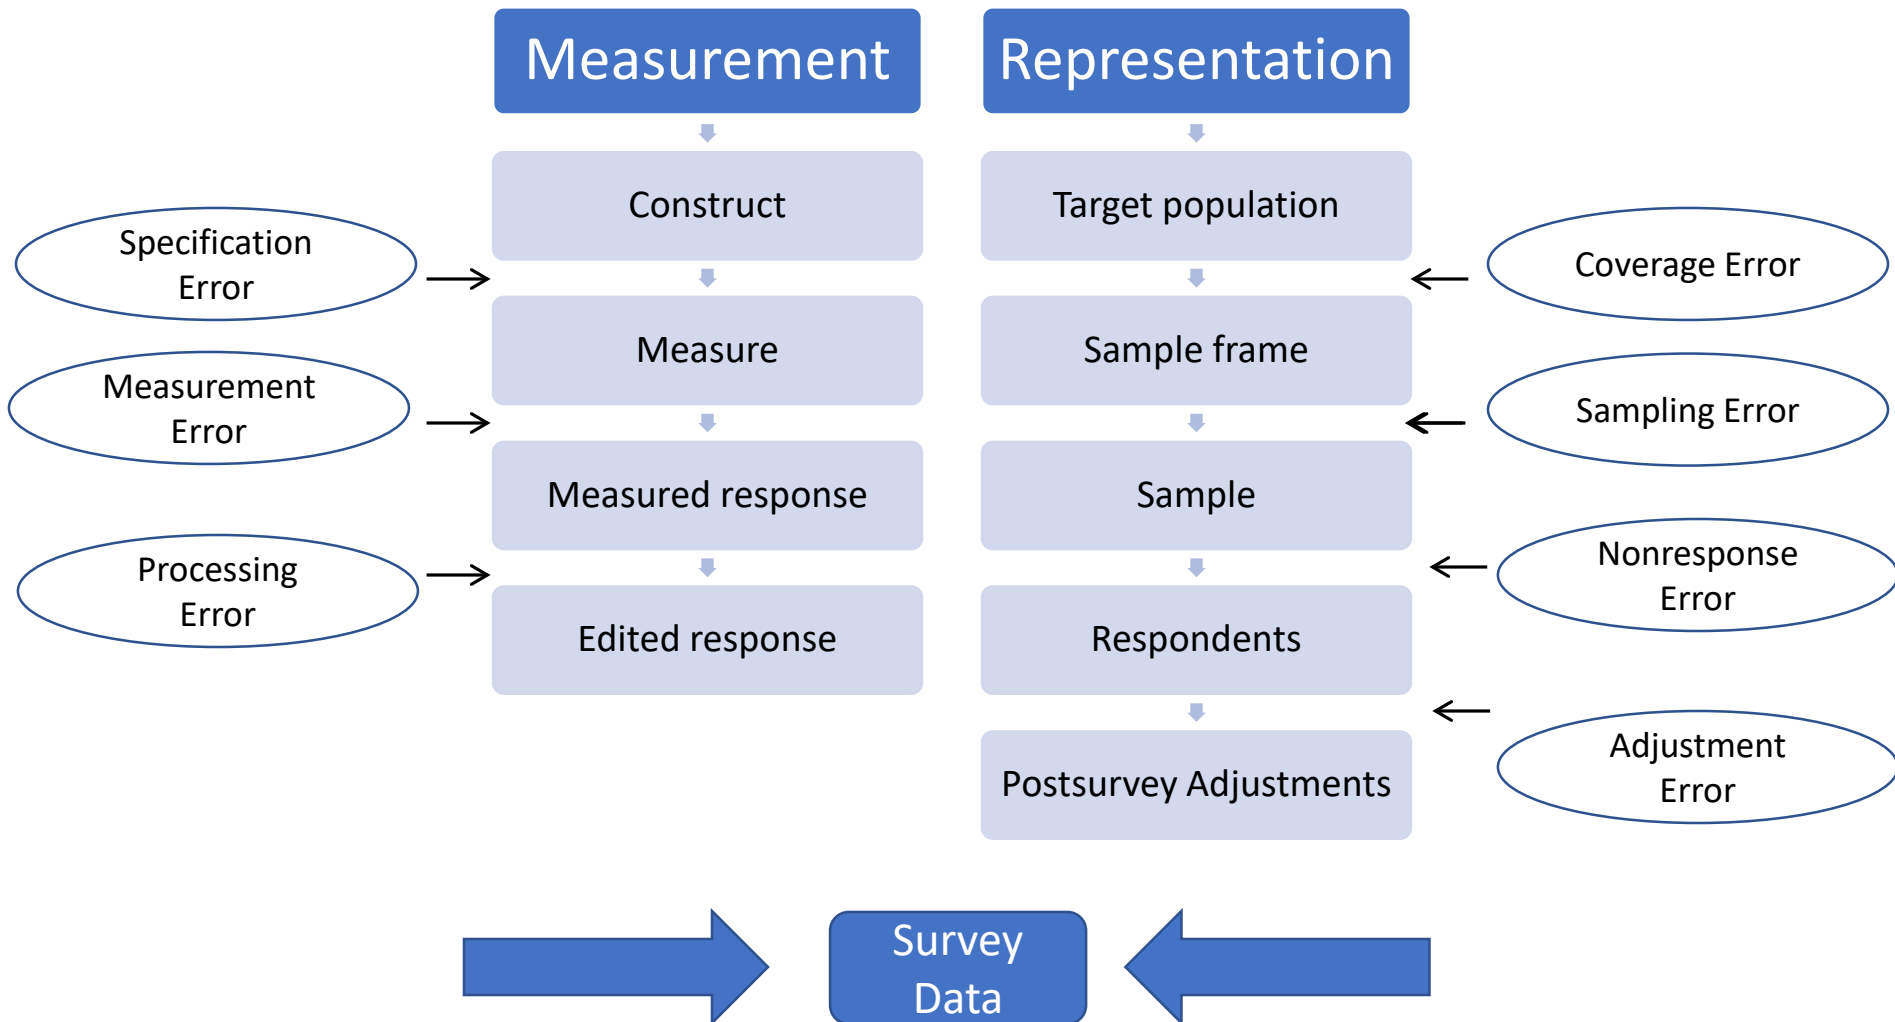 Measurement
Representation
Construct
Target population
Specification
Error
Coverage Error
Measure
Sample frame
Measurement
Error
Sampling Error
Measured response
Sample
Processing
Error
Nonresponse
Error
Edited response
Respondents
Adjustment
Error
Postsurvey Adjustments
Survey
Data